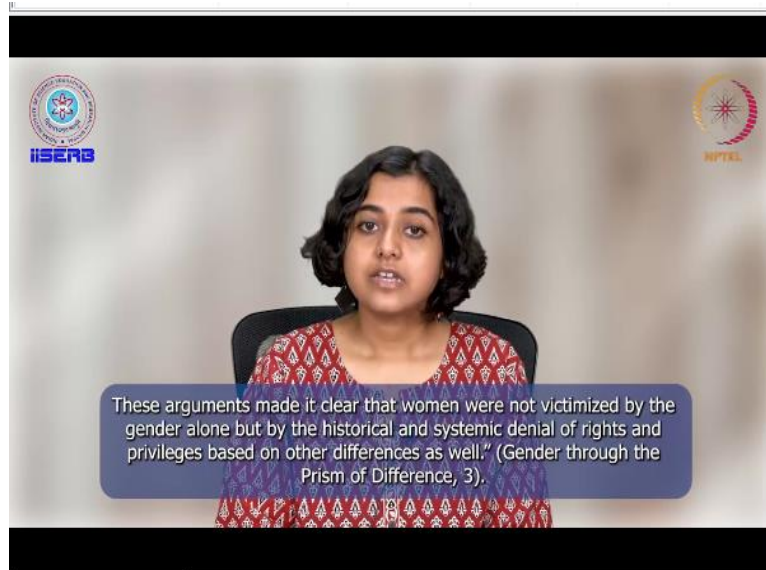 IISERB
NPTEL
These arguments made it clear that women were not victimized by the
gender alone but by the historical and systemic denial of rights and
privileges based on other differences as well.” (Gender through the
Prism of Difference, 3).